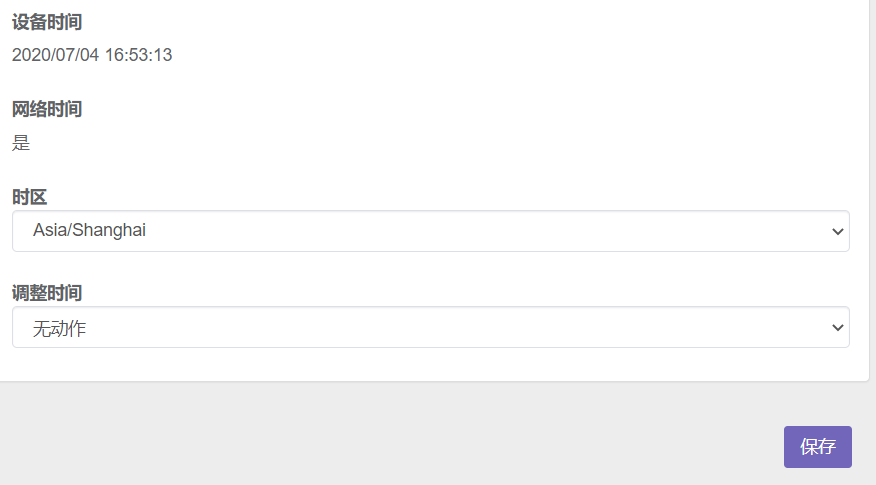 设备时间
2020/07/04 16:53:13
网络时间
是
时区
Asia/Shanghai
调整时间
无动作
保存